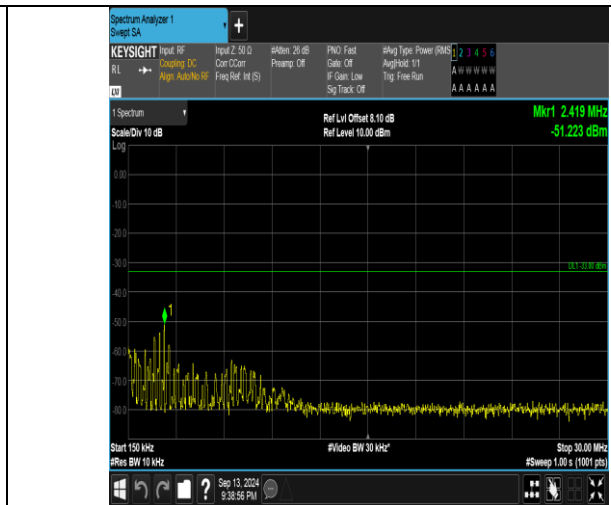 Spectrum Analyzer 1
Swept SA
+
KEYSIGHT Input: RF Input Z: 50 Ω #Atten: 26 dB PNO: Fast #Avg Type: Power (RMS 1 2 3 4 5 6
RL Coupling: DC Corr CCorr Preamp: Off Gate: Off Avg|Hold: 1/1 A W W W W W
Align: Auto/No RF Freq Ref: Int (S) IF Gain: Low Trig: Free Run
Sig Track: Off A A A A A A
LXI
1 Spectrum Ref Lvl Offset 8.10 dB Mkr1 2.419 MHz
Scale/Div 10 dB Ref Level 10.00 dBm -51.223 dBm
Log
0.00
-10.0
-20.0
-30.0
DL1 -33.00 dBm
1
-50.0
-60.0
-70.0
-80.0
Start 150 kHz #Video BW 30 kHz* Stop 30.00 MHz
#Res BW 10 kHz #Sweep 1.00 s (1001 pts)
? Sep 13, 2024
9:38:56 PM